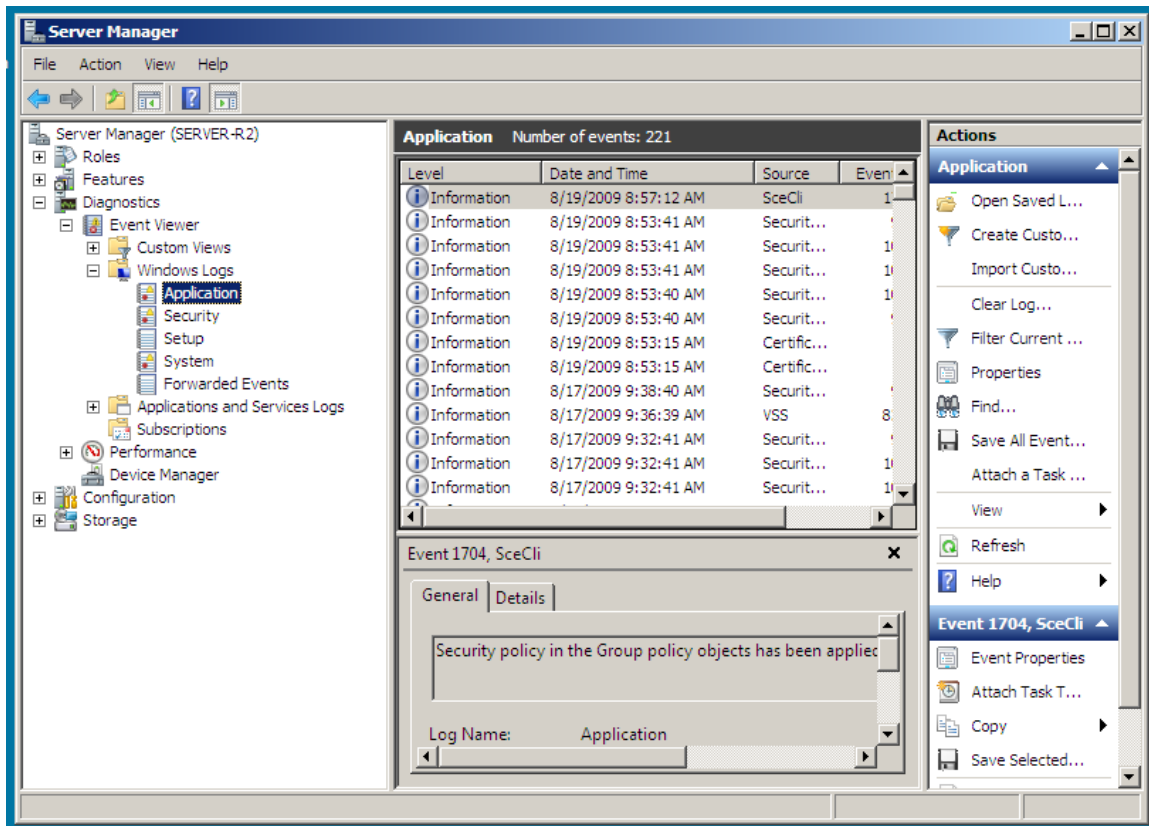 Server Manager
File Action View Help
Server Manager (SERVER-R2)
Roles
Features
Diagnostics
Event Viewer
Custom Views
Windows Logs
Application
Security
Setup
System
Forwarded Events
Applications and Services Logs
Subscriptions
Performance
Device Manager
Configuration
Storage
Application Number of events: 221
Level Date and Time Source Even
Information 8/19/2009 8:57:12 AM SceCli 1
Information 8/19/2009 8:53:41 AM Securit...
Information 8/19/2009 8:53:41 AM Securit... 1
Information 8/19/2009 8:53:41 AM Securit... 1
Information 8/19/2009 8:53:40 AM Securit... 1
Information 8/19/2009 8:53:40 AM Securit...
Information 8/19/2009 8:53:15 AM Certific...
Information 8/19/2009 8:53:15 AM Certific...
Information 8/17/2009 9:38:40 AM Securit...
Information 8/17/2009 9:36:39 AM VSS 8
Information 8/17/2009 9:32:41 AM Securit...
Information 8/17/2009 9:32:41 AM Securit... 1
Information 8/17/2009 9:32:41 AM Securit... 1
Event 1704, SceCli
General Details
Security policy in the Group policy objects has been applied
Log Name: Application
Actions
Application
Open Saved L...
Create Custo...
Import Custo...
Clear Log...
Filter Current ...
Properties
Find...
Save All Event...
Attach a Task ...
View
Refresh
Help
Event 1704, SceCli
Event Properties
Attach Task T...
Copy
Save Selected...